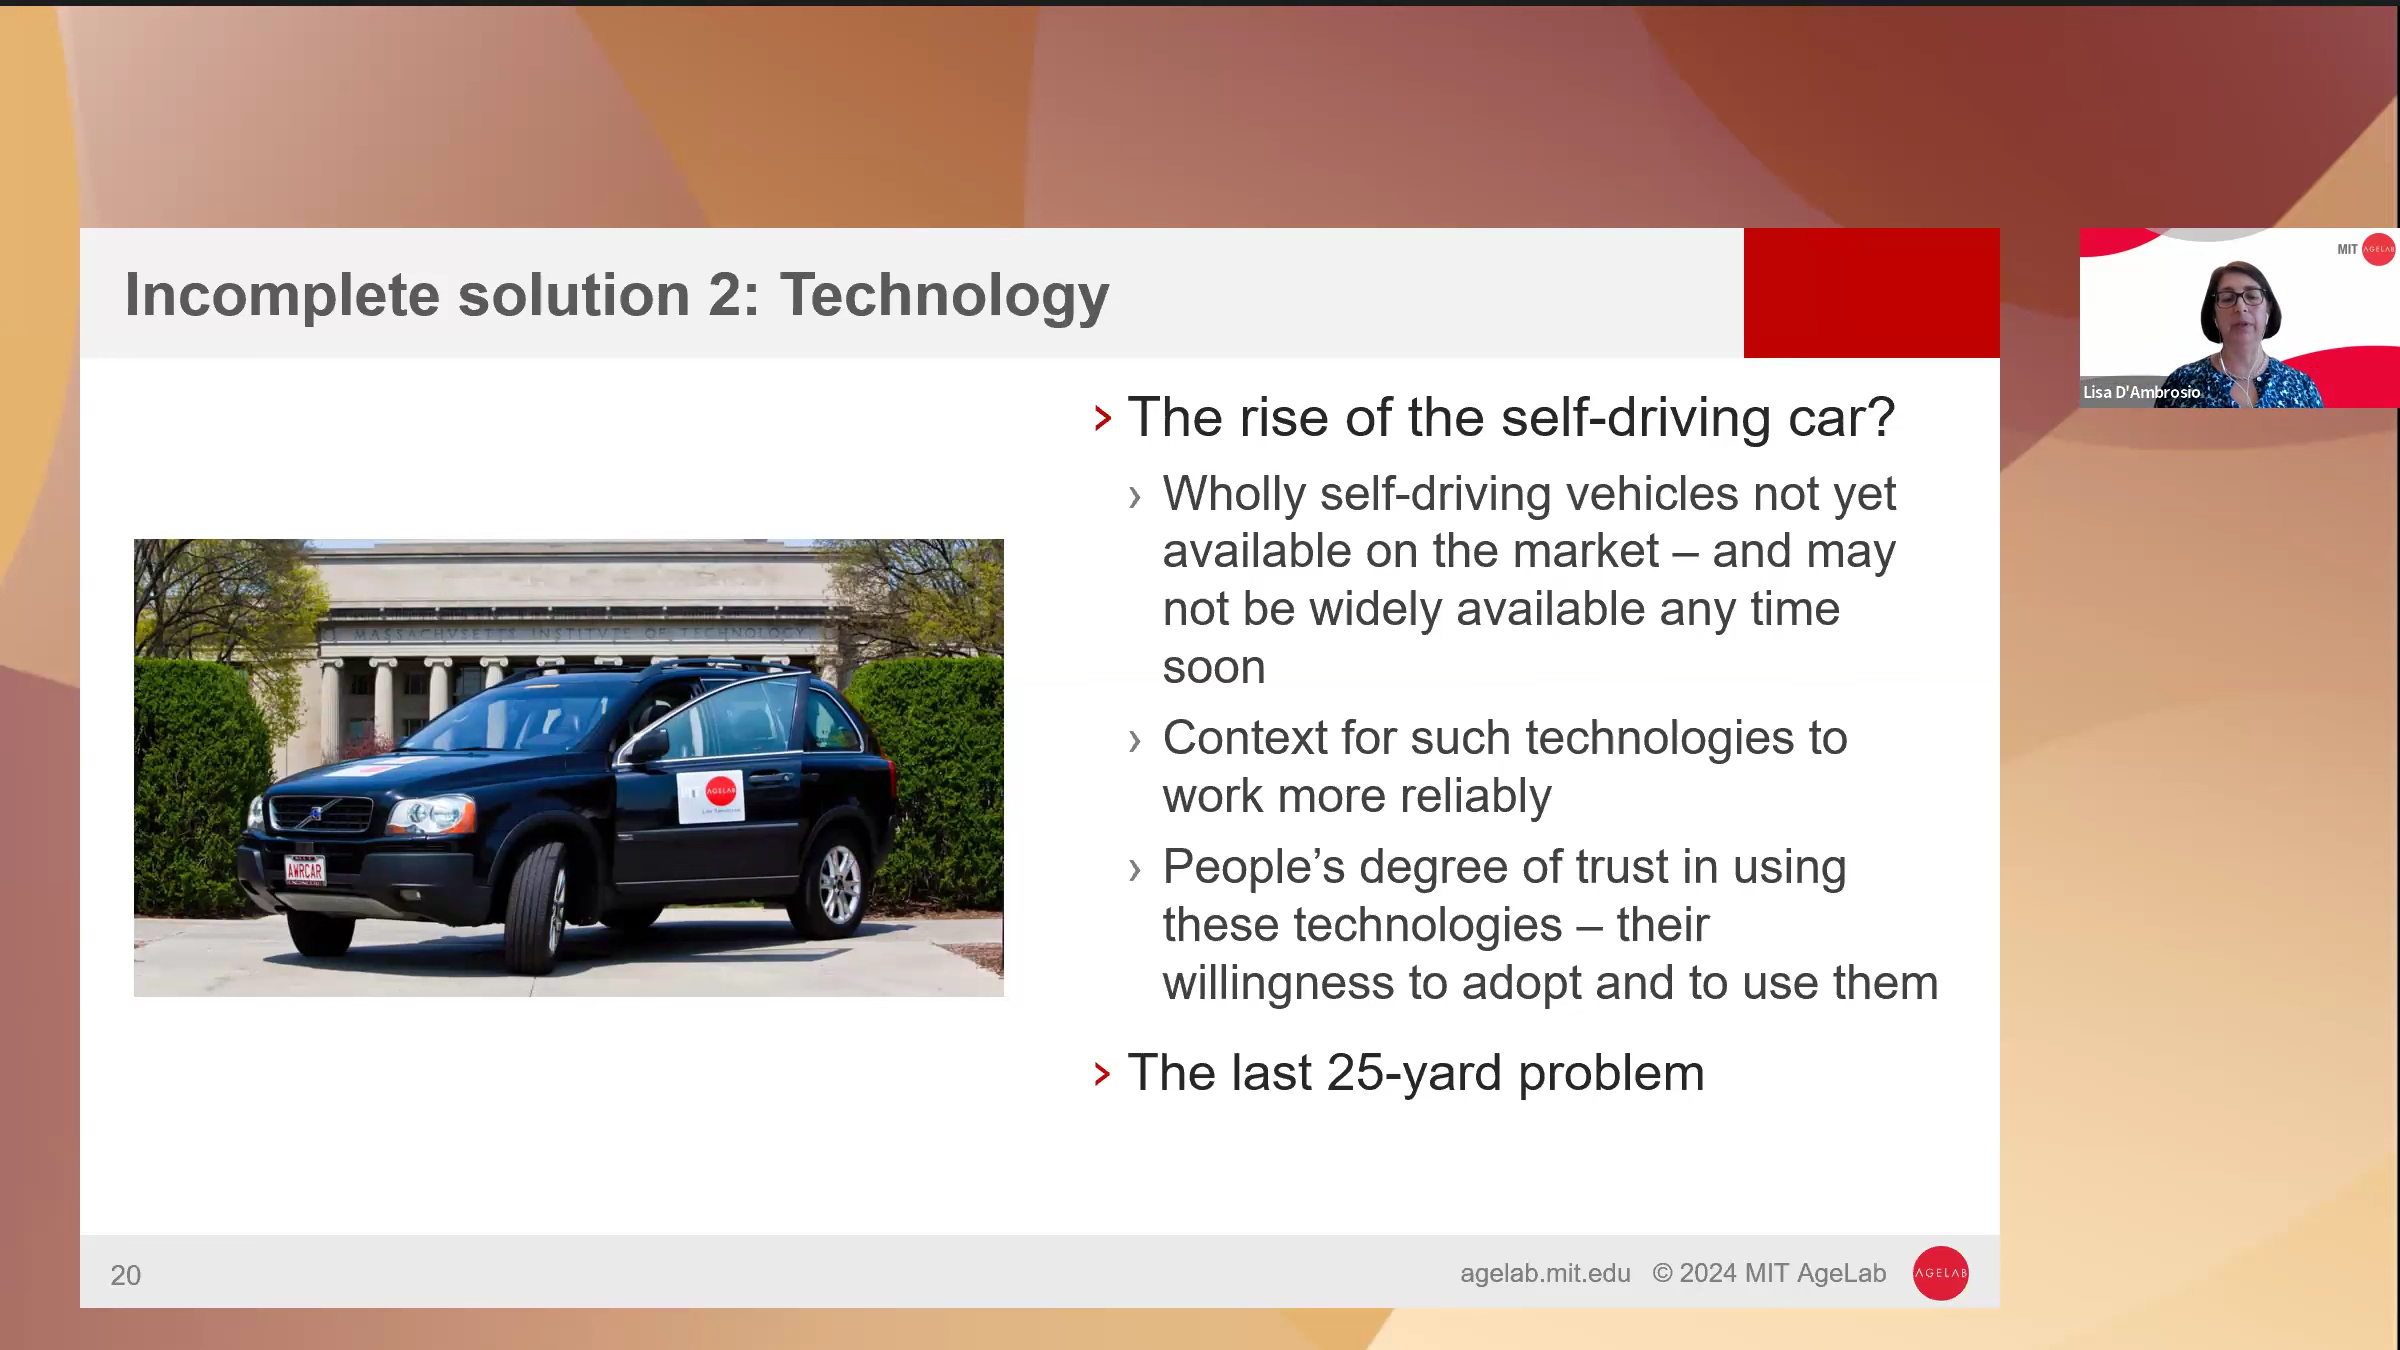 Incomplete solution 2: Technology
MIT AGELAB
Lisa D'Ambrosio
› The rise of the self-driving car?
› Wholly self-driving vehicles not yet
available on the market – and may
not be widely available any time
soon
› Context for such technologies to
work more reliably
› People’s degree of trust in using
these technologies – their
willingness to adopt and to use them
› The last 25-yard problem
MASSACHVSETTS INSTITVTE OF TECHNOLOGY
AGELAB
AWRCAR
20
agelab.mit.edu © 2024 MIT AgeLab
AGELAB